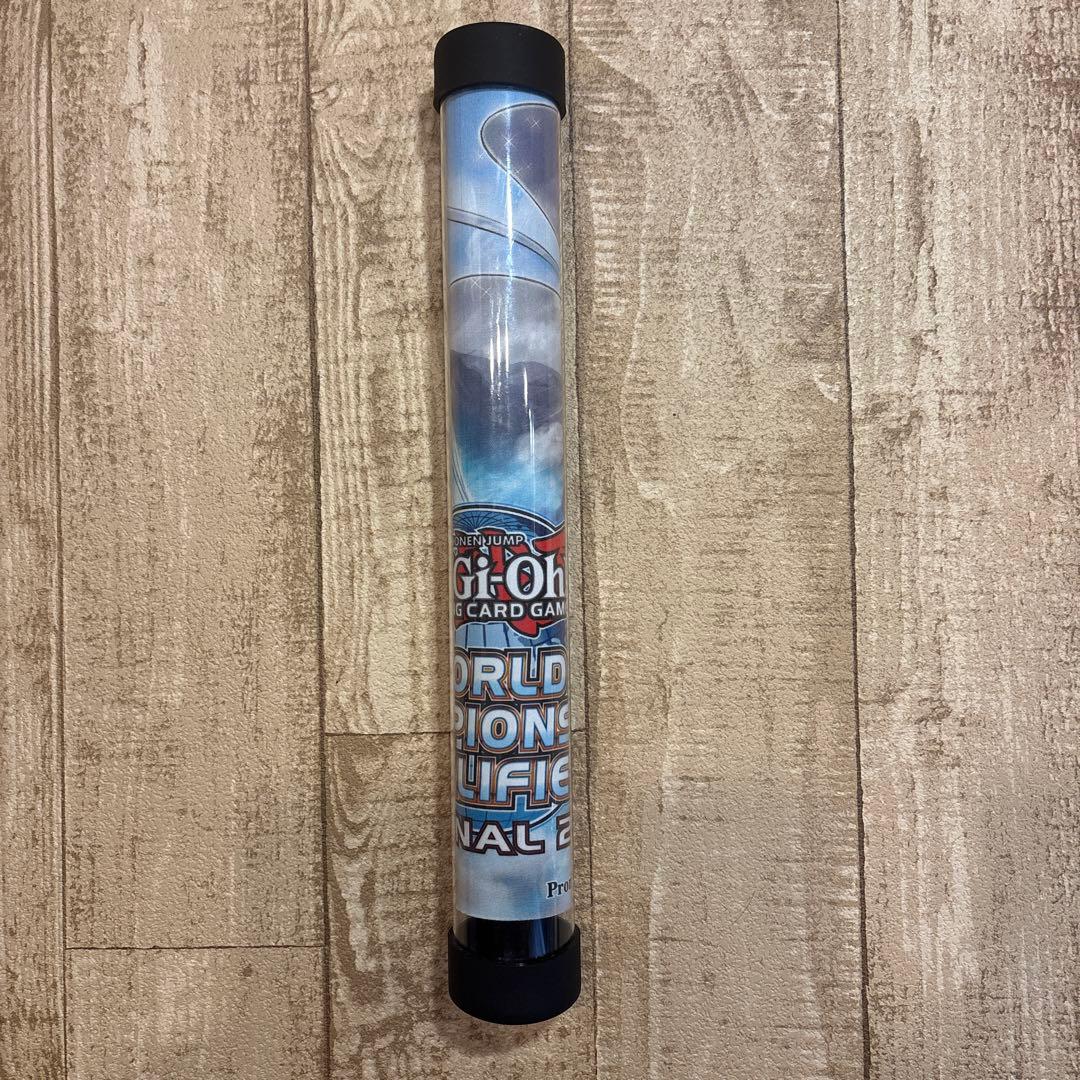 ONEN JUMP
Gi-Oh
G CARD GAM
ORLD
PIONS
LIFIE
NAL 2
Pro